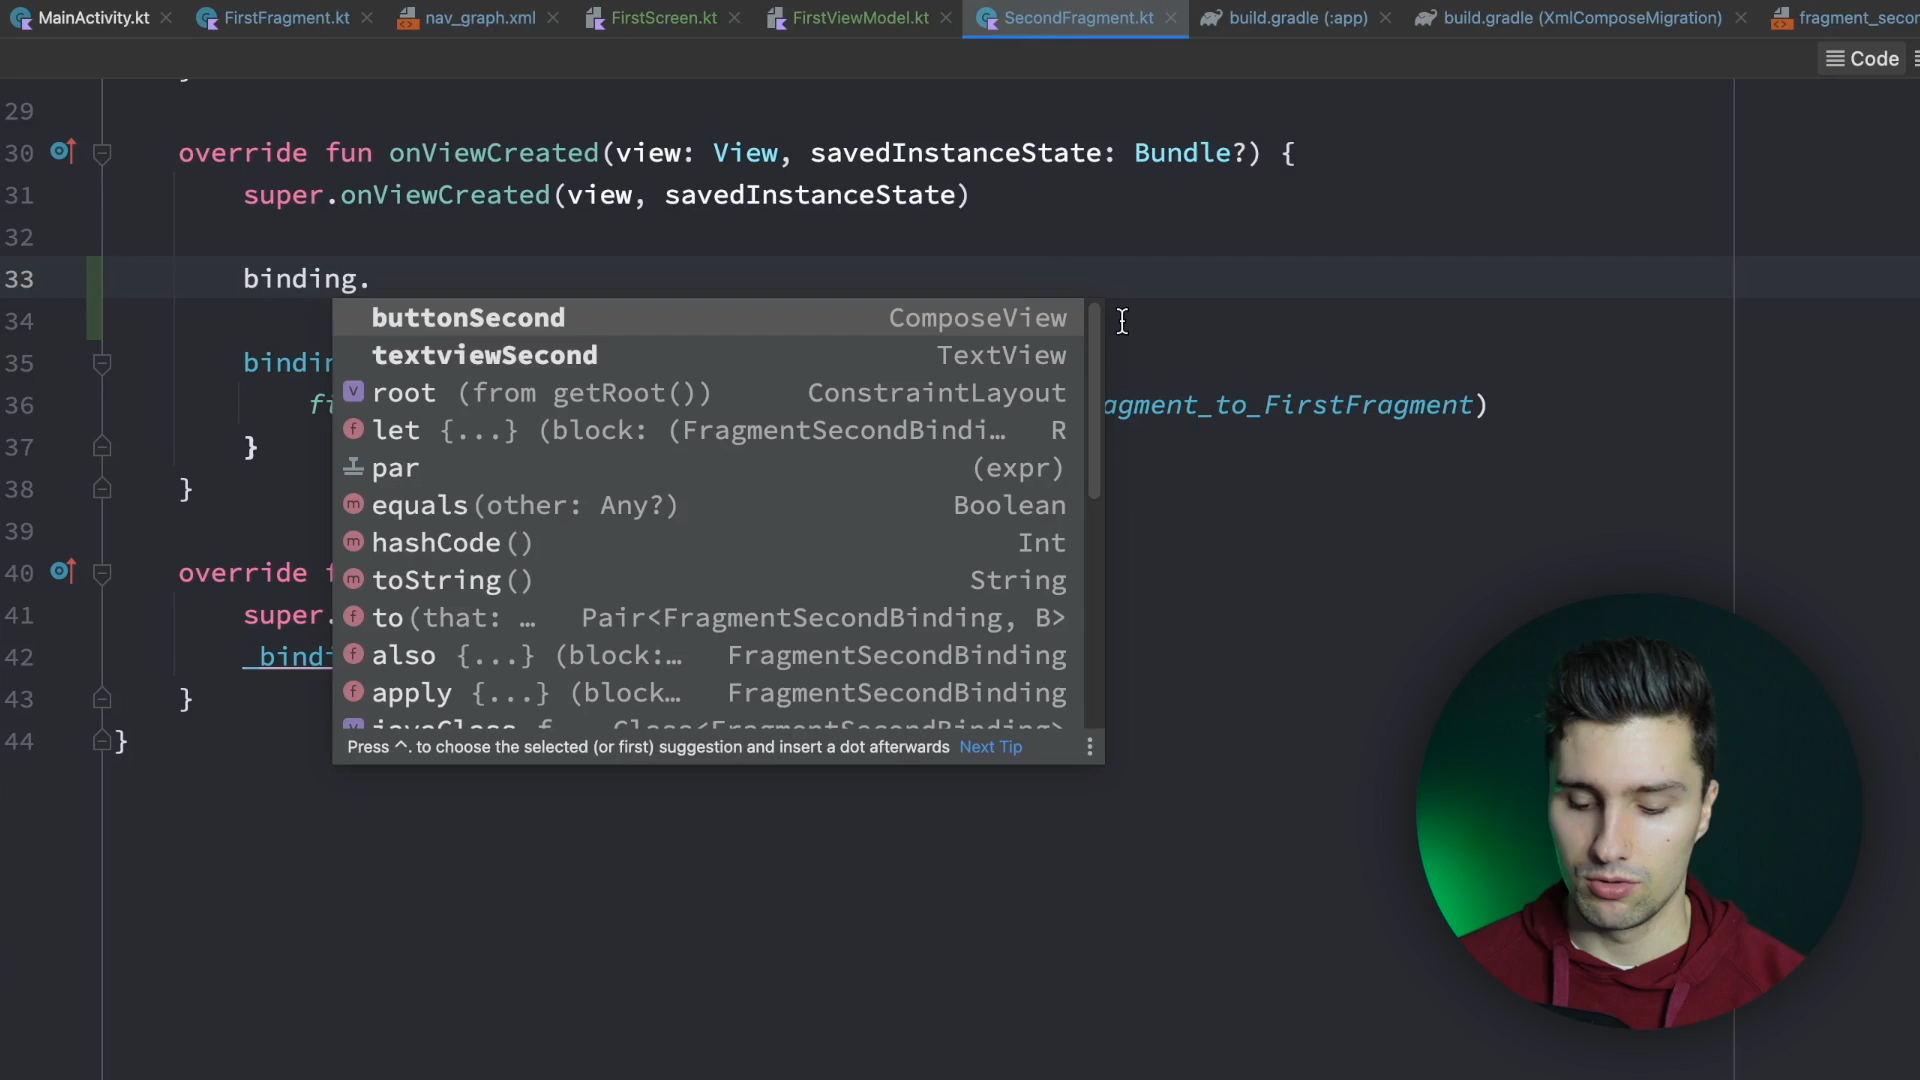 MainActivity.kt FirstFragment.kt nav_graph.xml FirstScreen.kt FirstViewModel.kt SecondFragment.kt build.gradle (:app) build.gradle (XmlComposeMigration) fragment_secon
Code
29
30 override fun onViewCreated(view: View, savedInstanceState: Bundle?) {
31 super.onViewCreated(view, savedInstanceState)
32
33 binding.
buttonSecond ComposeView
34
textviewSecond TextView
35 bindin
root (from getRoot()) ConstraintLayout
36 fi agment_to_FirstFragment)
let {...} (block: (FragmentSecondBindi… R
37 }
par (expr)
38 }
equals(other: Any?) Boolean
39
hashCode() Int
40 override f
toString() String
41 super.
to(that: … Pair<FragmentSecondBinding, B>
42 _bindi
also {...} (block:… FragmentSecondBinding
43 }
apply {...} (block… FragmentSecondBinding
javaClass f… Class<FragmentSecondBinding>
44 }
Press ^. to choose the selected (or first) suggestion and insert a dot afterwards Next Tip